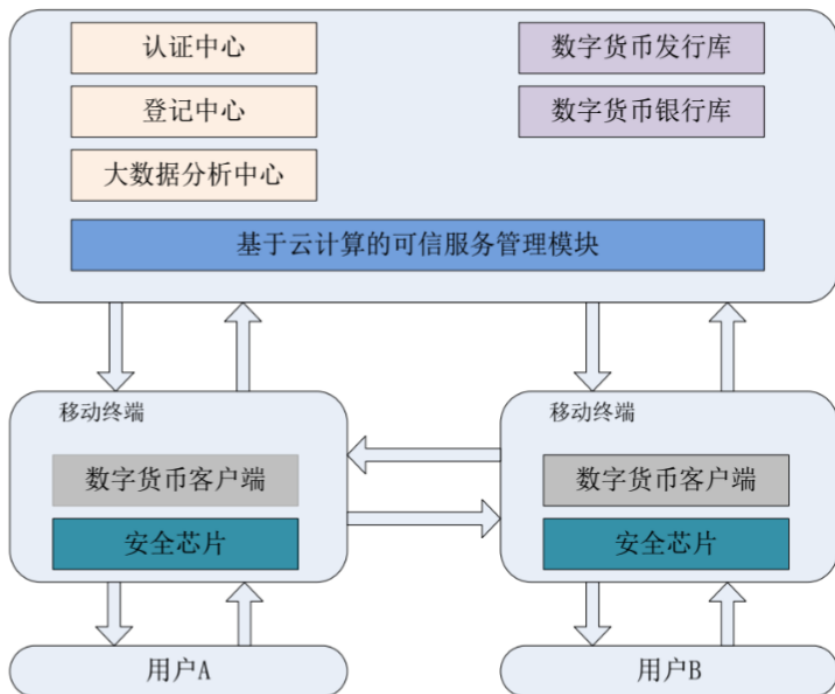 认证中心
数字货币发行库
登记中心
数字货币银行库
大数据分析中心
基于云计算的可信服务管理模块
移动终端
移动终端
数字货币客户端
数字货币客户端
安全芯片
安全芯片
用户A
用户B